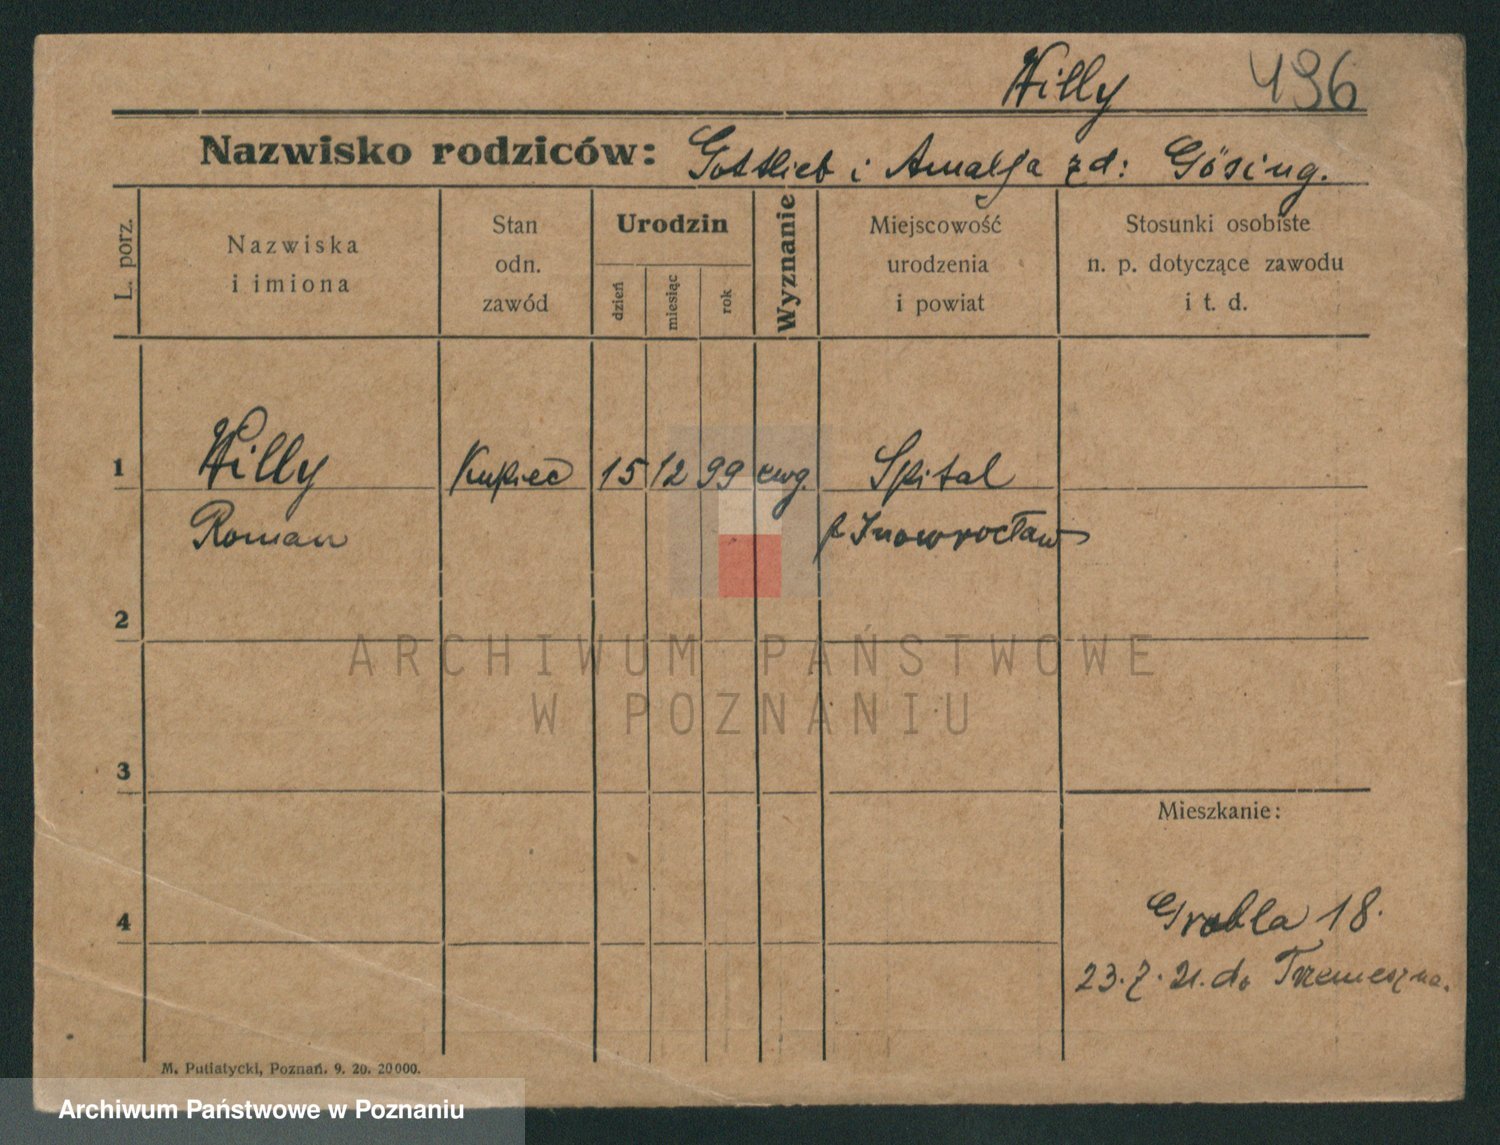 Willy 496
Nazwisko rodziców: Gottlieb i Amalja zd: Gösing.
L. porz.
Nazwiska
i imiona
Stan
odn.
zawód
Urodzin
dzień
miesiąc
rok
Wyznanie
Miejscowość
urodzenia
i powiat
Stosunki osobiste
n. p. dotyczące zawodu
i t. d.
1 Willy Kupiec 15 12 99 ewg. Spital
Roman p Inowrocław
2
ARCHIWUM PAŃSTWOWE
W POZNANIU
3
Mieszkanie:
4
Grobla 18.
23.7.21. do Trzemeszna.
M. Putiatycki, Poznań. 9. 20. 20000.
Archiwum Państwowe w Poznaniu